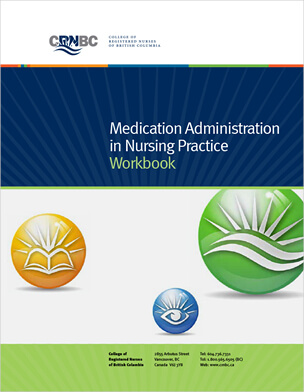 CRNBC
COLLEGE OF
REGISTERED NURSES
OF BRITISH COLUMBIA
Medication Administration
in Nursing Practice
Workbook
College of
Registered Nurses
of British Columbia
2855 Arbutus Street
Vancouver, BC
Canada V6J 3Y8
Tel: 604.736.7331
Tel: 1.800.565.6505 (BC)
Web: www.crnbc.ca